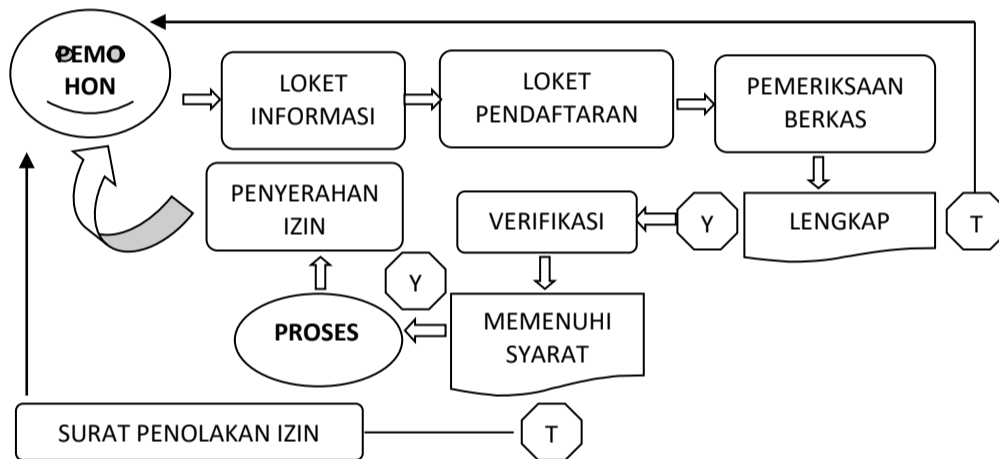 PEMO
HON
LOKET
INFORMASI
LOKET
PENDAFTARAN
PEMERIKSAAN
BERKAS
PENYERAHAN
IZIN
VERIFIKASI
Y
LENGKAP
T
Y
PROSES
MEMENUHI
SYARAT
SURAT PENOLAKAN IZIN
T